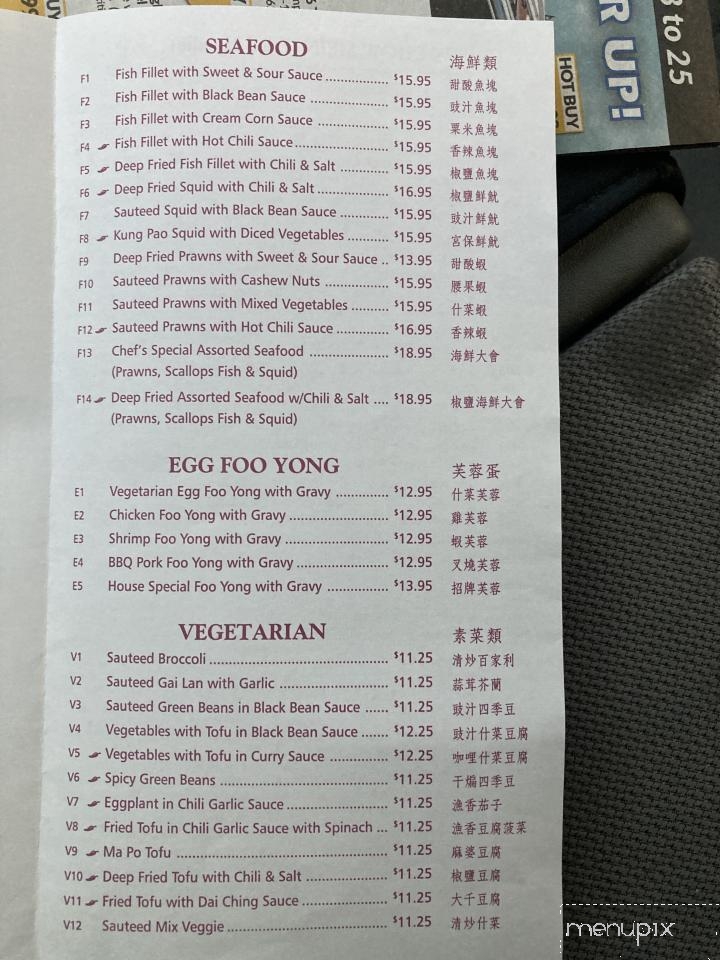 SEAFOOD 海鮮類
F1 Fish Fillet with Sweet & Sour Sauce ................ $15.95 甜酸魚塊
F2 Fish Fillet with Black Bean Sauce .................... $15.95 豉汁魚塊
F3 Fish Fillet with Cream Corn Sauce .................. $15.95 粟米魚塊
F4 Fish Fillet with Hot Chili Sauce........................ $15.95 香辣魚塊
F5 Deep Fried Fish Fillet with Chili & Salt ............ $15.95 椒鹽魚塊
F6 Deep Fried Squid with Chili & Salt .................. $16.95 椒鹽鮮魷
F7 Sauteed Squid with Black Bean Sauce ............ $15.95 豉汁鮮魷
F8 Kung Pao Squid with Diced Vegetables .......... $15.95 宮保鮮魷
F9 Deep Fried Prawns with Sweet & Sour Sauce .. $13.95 甜酸蝦
F10 Sauteed Prawns with Cashew Nuts ................ $15.95 腰果蝦
F11 Sauteed Prawns with Mixed Vegetables ......... $15.95 什菜蝦
F12 Sauteed Prawns with Hot Chili Sauce ............. $16.95 香辣蝦
F13 Chef's Special Assorted Seafood ................... $18.95 海鮮大會
(Prawns, Scallops Fish & Squid)
F14 Deep Fried Assorted Seafood w/Chili & Salt .... $18.95 椒鹽海鮮大會
(Prawns, Scallops Fish & Squid)
EGG FOO YONG 芙蓉蛋
E1 Vegetarian Egg Foo Yong with Gravy ............. $12.95 什菜芙蓉
E2 Chicken Foo Yong with Gravy ........................ $12.95 雞芙蓉
E3 Shrimp Foo Yong with Gravy ......................... $12.95 蝦芙蓉
E4 BBQ Pork Foo Yong with Gravy ....................... $12.95 叉燒芙蓉
E5 House Special Foo Yong with Gravy ............... $13.95 招牌芙蓉
VEGETARIAN 素菜類
V1 Sauteed Broccoli ............................................ $11.25 清炒百家利
V2 Sauteed Gai Lan with Garlic ........................... $11.25 蒜茸芥蘭
V3 Sauteed Green Beans in Black Bean Sauce ...... $11.25 豉汁四季豆
V4 Vegetables with Tofu in Black Bean Sauce ....... $12.25 豉汁什菜豆腐
V5 Vegetables with Tofu in Curry Sauce .............. $12.25 咖哩什菜豆腐
V6 Spicy Green Beans .......................................... $11.25 干煸四季豆
V7 Eggplant in Chili Garlic Sauce ......................... $11.25 漁香茄子
V8 Fried Tofu in Chili Garlic Sauce with Spinach ... $11.25 漁香豆腐菠菜
V9 Ma Po Tofu .................................................... $11.25 麻婆豆腐
V10 Deep Fried Tofu with Chili & Salt ................... $11.25 椒鹽豆腐
V11 Fried Tofu with Dai Ching Sauce ..................... $11.25 大千豆腐
V12 Sauteed Mix Veggie ....................................... $11.25 清炒什菜
R UP!
3 to 25
HOT BUY
menupix